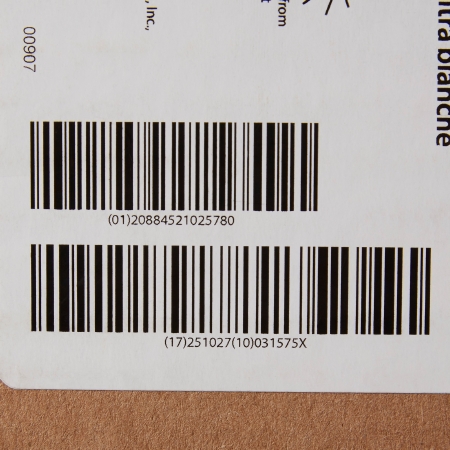 , Inc.,
from
00907
tra blanche
(01)20884521025780
(17)251027(10)031575X